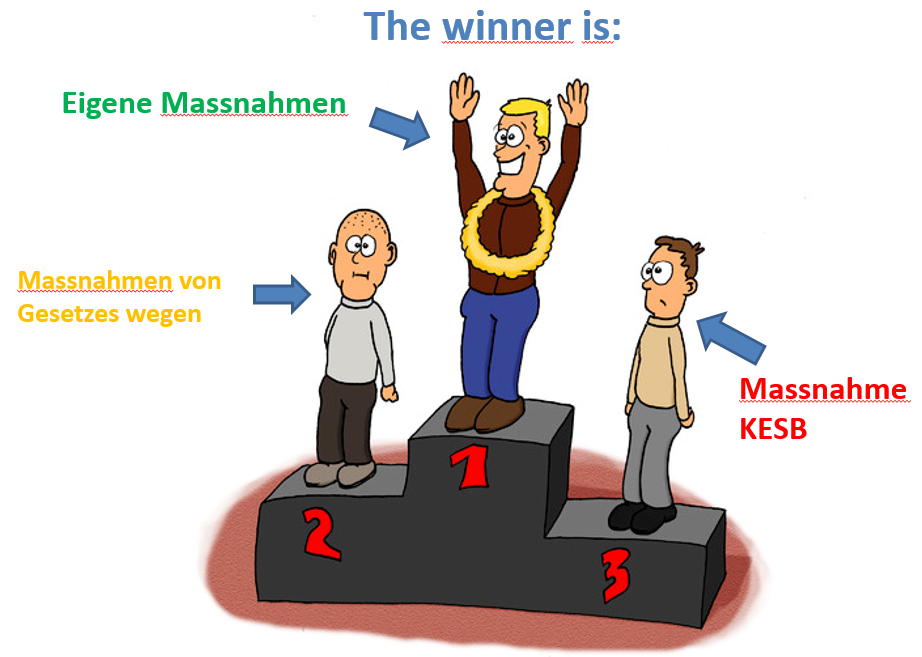 The winner is:
Eigene Massnahmen
Massnahmen von
Gesetzes wegen
Massnahme
KESB
1
2
3